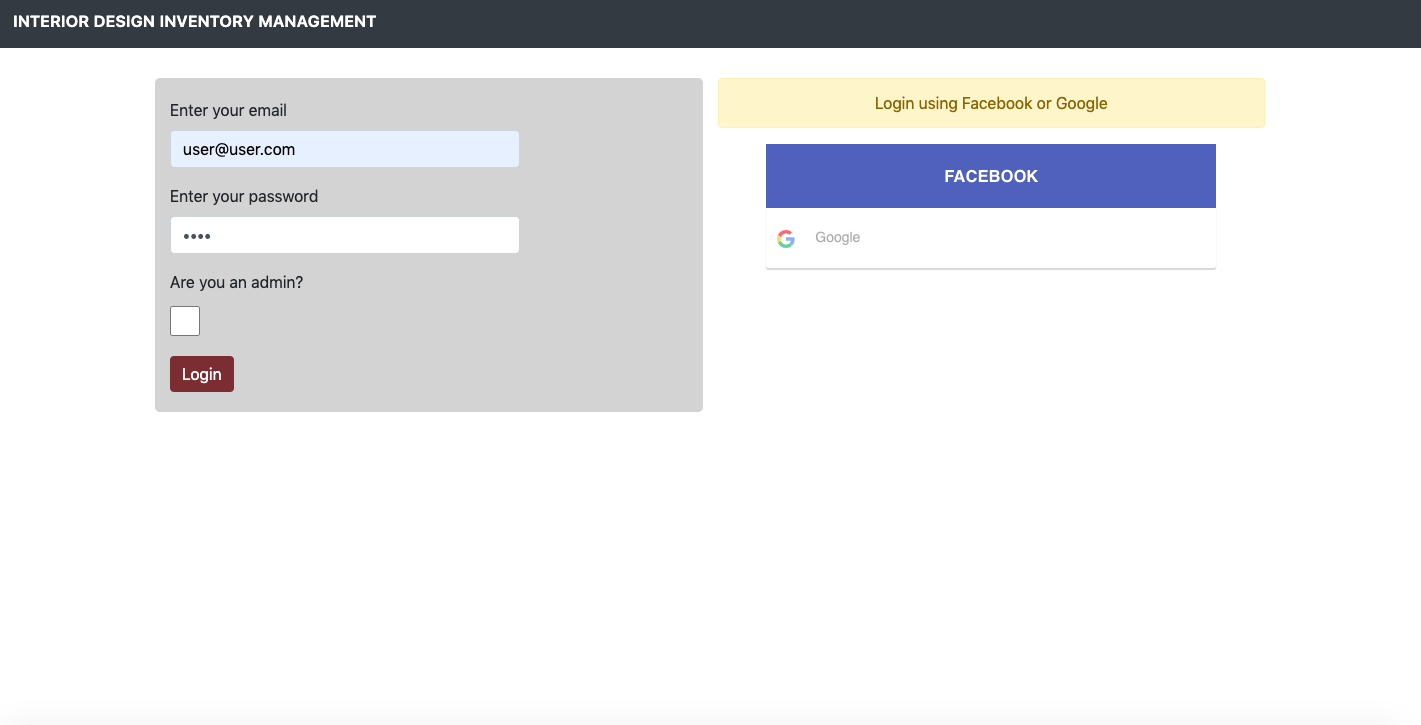 INTERIOR DESIGN INVENTORY MANAGEMENT
Enter your email
user@user.com
Enter your password
••••
Are you an admin?
Login
Login using Facebook or Google
FACEBOOK
Google